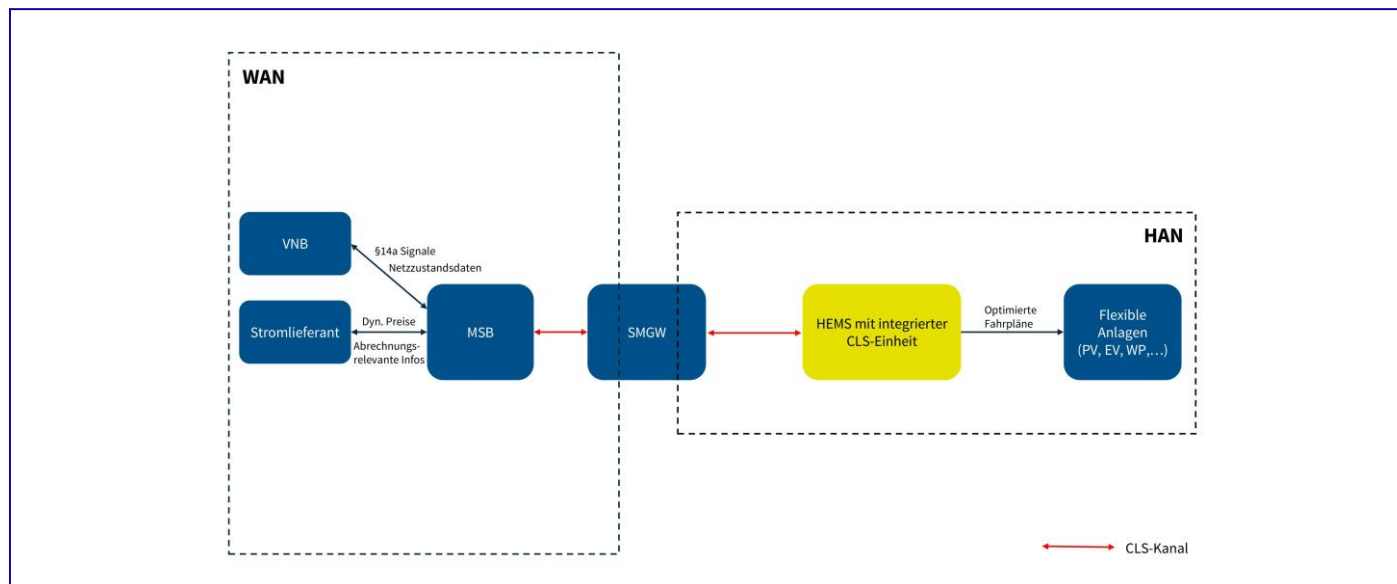 WAN
HAN
VNB
§14a Signale
Netzzustandsdaten
Stromlieferant
Dyn. Preise
Abrechnungs-
relevante Infos
MSB
SMGW
HEMS mit integrierter
CLS-Einheit
Optimierte
Fahrpläne
Flexible
Anlagen
(PV, EV, WP,...)
CLS-Kanal